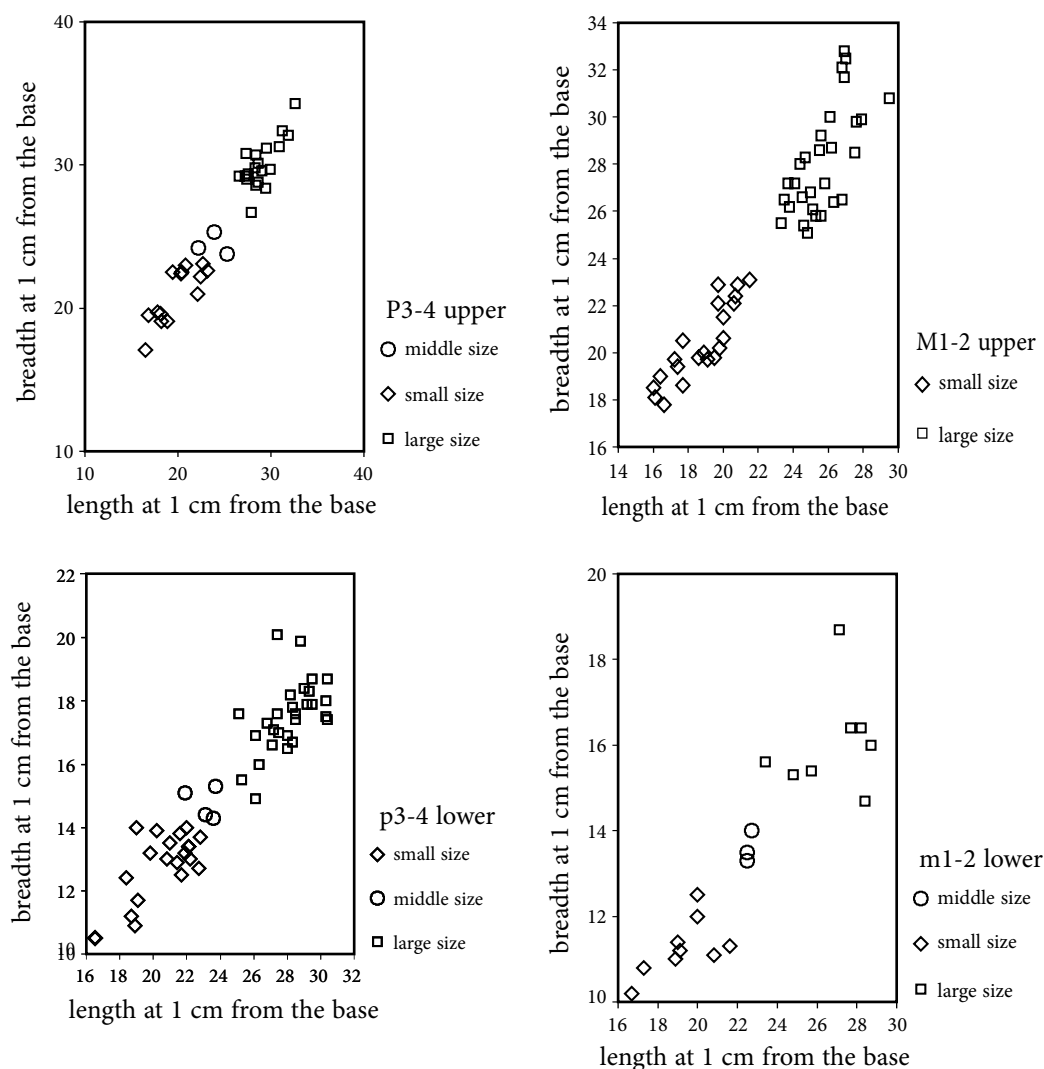 40
30
20
10
10
20
30
40
breadth at 1 cm from the base
length at 1 cm from the base
P3-4 upper
middle size
small size
large size
34
32
30
28
26
24
22
20
18
16
14
16
18
20
22
24
26
28
30
breadth at 1 cm from the base
length at 1 cm from the base
M1-2 upper
small size
large size
22
20
18
16
14
12
10
10
16
18
20
22
24
26
28
30
32
breadth at 1 cm from the base
length at 1 cm from the base
p3-4 lower
small size
middle size
large size
20
18
16
14
12
10
16
18
20
22
24
26
28
30
breadth at 1 cm from the base
length at 1 cm from the base
m1-2 lower
middle size
small size
large size